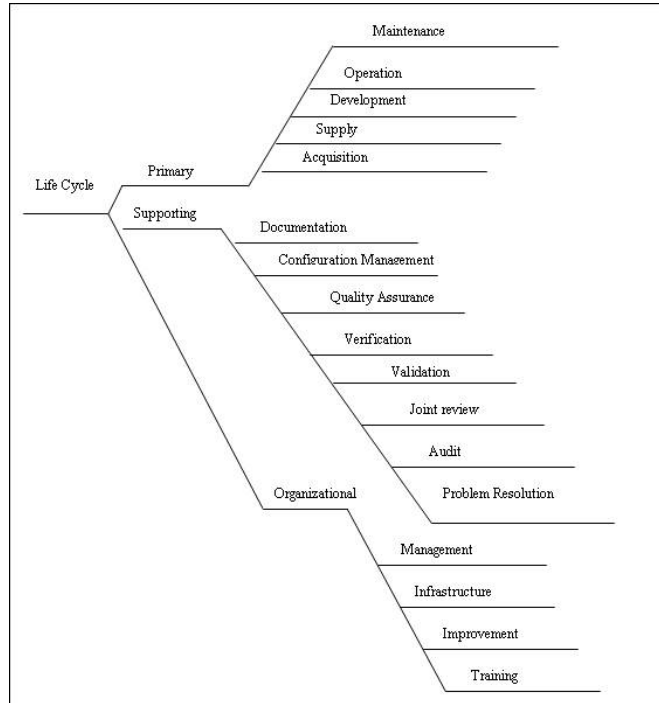 Maintenance
Operation
Development
Supply
Acquisition
Primary
Life Cycle
Supporting
Documentation
Configuration Management
Quality Assurance
Verification
Validation
Joint review
Audit
Organizational
Problem Resolution
Management
Infrastructure
Improvement
Training